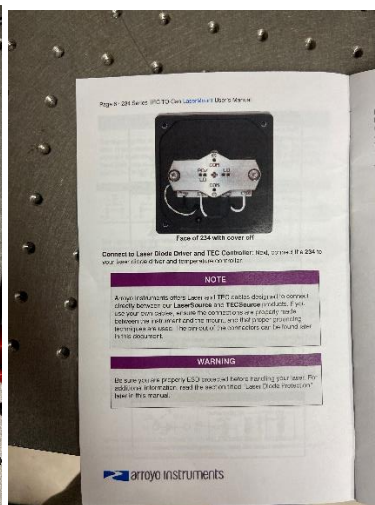 Page 8 · 234 Series TEC TO-Can LaserMount User's Manual
LD
COM
LD
COM
Face of 234 with cover off
Connect to Laser Diode Driver and TEC Controller: Next, connect the 234 to
your laser diode driver and temperature controller.
NOTE
Arroyo Instruments offers Laser and TEC cables designed to connect
directly between our LaserSource and TECSource products. If you
use your own cables, ensure the connections are properly made
between the instrument and the mount, and that proper grounding
techniques are used. The pin-out of the connectors can be found later
in this document.
WARNING
Be sure you are properly ESD protected before handling your laser. For
additional information, read the section titled "Laser Diode Protection"
later in this manual.
arroyo instruments